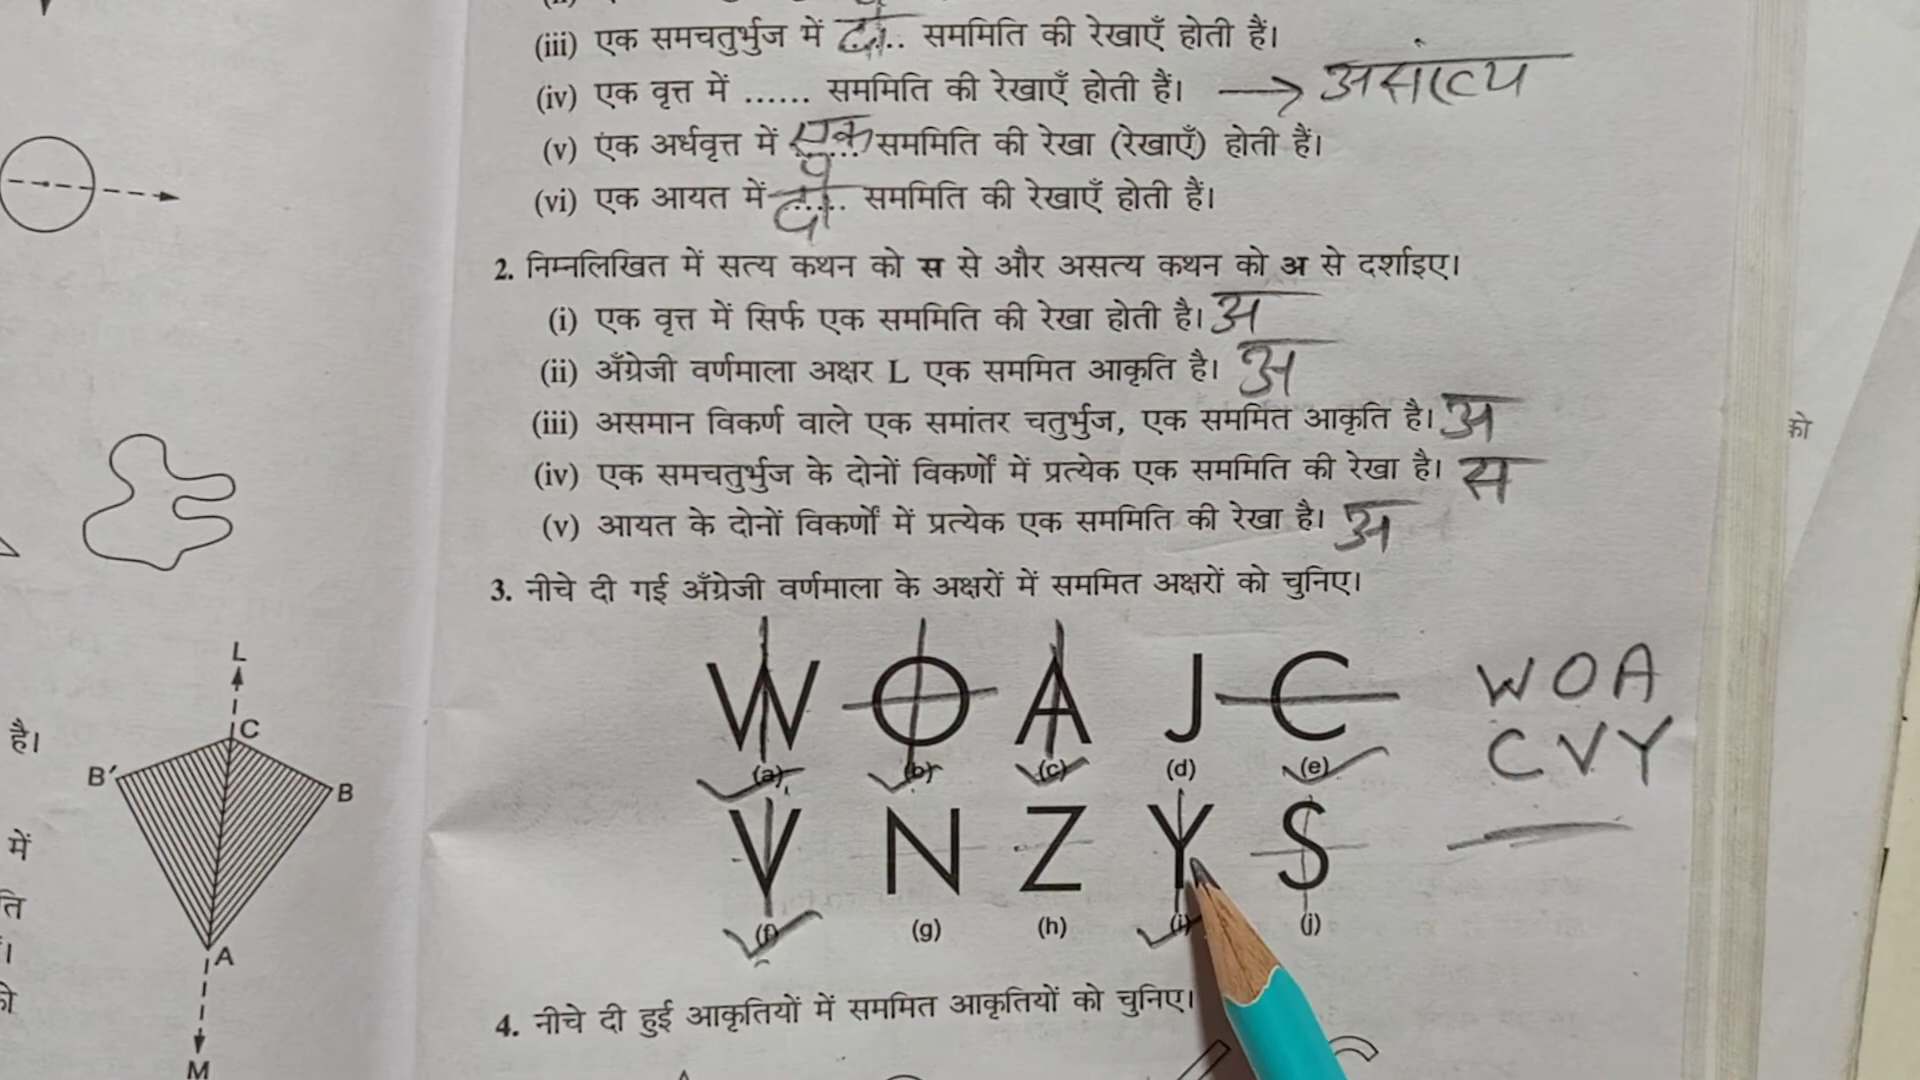 (iii) एक समचतुर्भुज में दो.. सममिति की रेखाएँ होती हैं।
(iv) एक वृत्त में ...... सममिति की रेखाएँ होती हैं। →
(v) एक अर्धवृत्त में एक सममिति की रेखा (रेखाएँ) होती हैं।
(vi) एक आयत में दो सममिति की रेखाएँ होती हैं।
2. निम्नलिखित में सत्य कथन को स से और असत्य कथन को अ से दर्शाइए।
(i) एक वृत्त में सिर्फ एक सममिति की रेखा होती है। अ
(ii) अँग्रेजी वर्णमाला अक्षर L एक सममित आकृति है। अ
(iii) असमान विकर्ण वाले एक समांतर चतुर्भुज, एक सममित आकृति है। अ
(iv) एक समचतुर्भुज के दोनों विकर्णों में प्रत्येक एक सममिति की रेखा है। स
(v) आयत के दोनों विकर्णों में प्रत्येक एक सममिति की रेखा है। अ
3. नीचे दी गई अँग्रेजी वर्णमाला के अक्षरों में सममित अक्षरों को चुनिए।
W O A J C
(a) (b) (c) (d) (e)
W O A
C V Y
V N Z Y S
(f) (g) (h) (i) (j)
4. नीचे दी हुई आकृतियों में सममित आकृतियों को चुनिए।
को
L
C
B′
B
A
M
है।
में